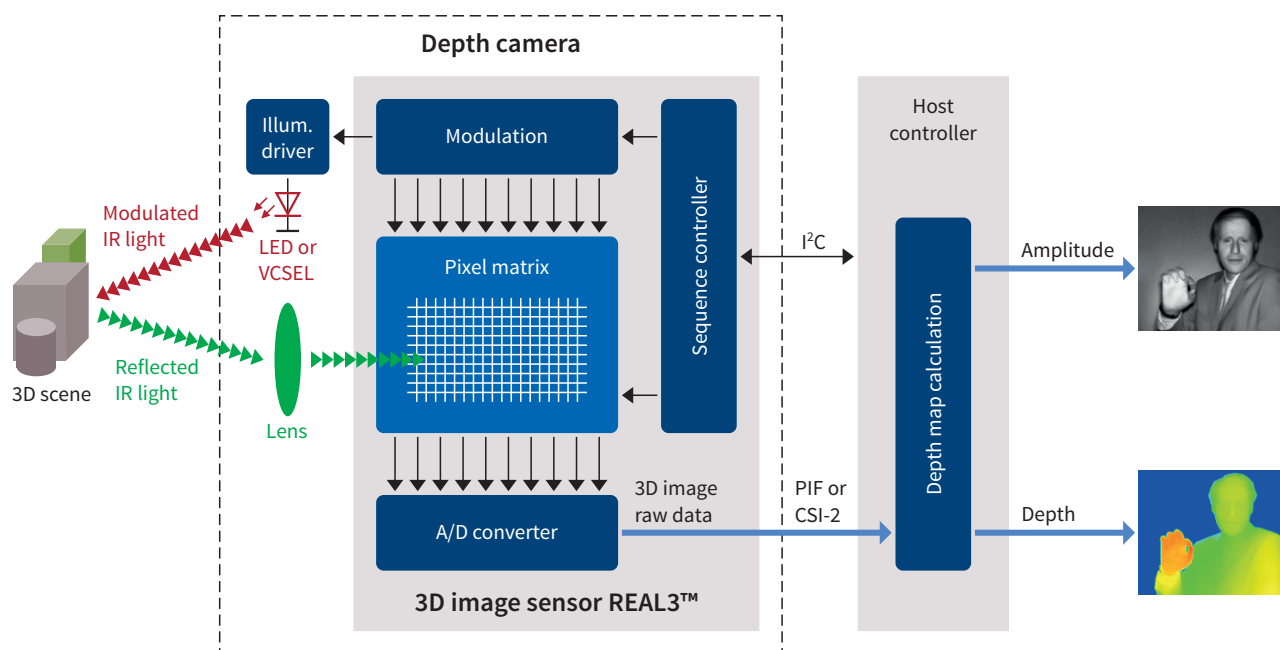 Depth camera
Illum.
driver
Modulation
Host
controller
Modulated
IR light
LED or
VCSEL
Pixel matrix
Sequence controller
I²C
Amplitude
Reflected
IR light
3D scene
Lens
Depth map calculation
3D image
raw data
PIF or
CSI-2
Depth
A/D converter
3D image sensor REAL3™